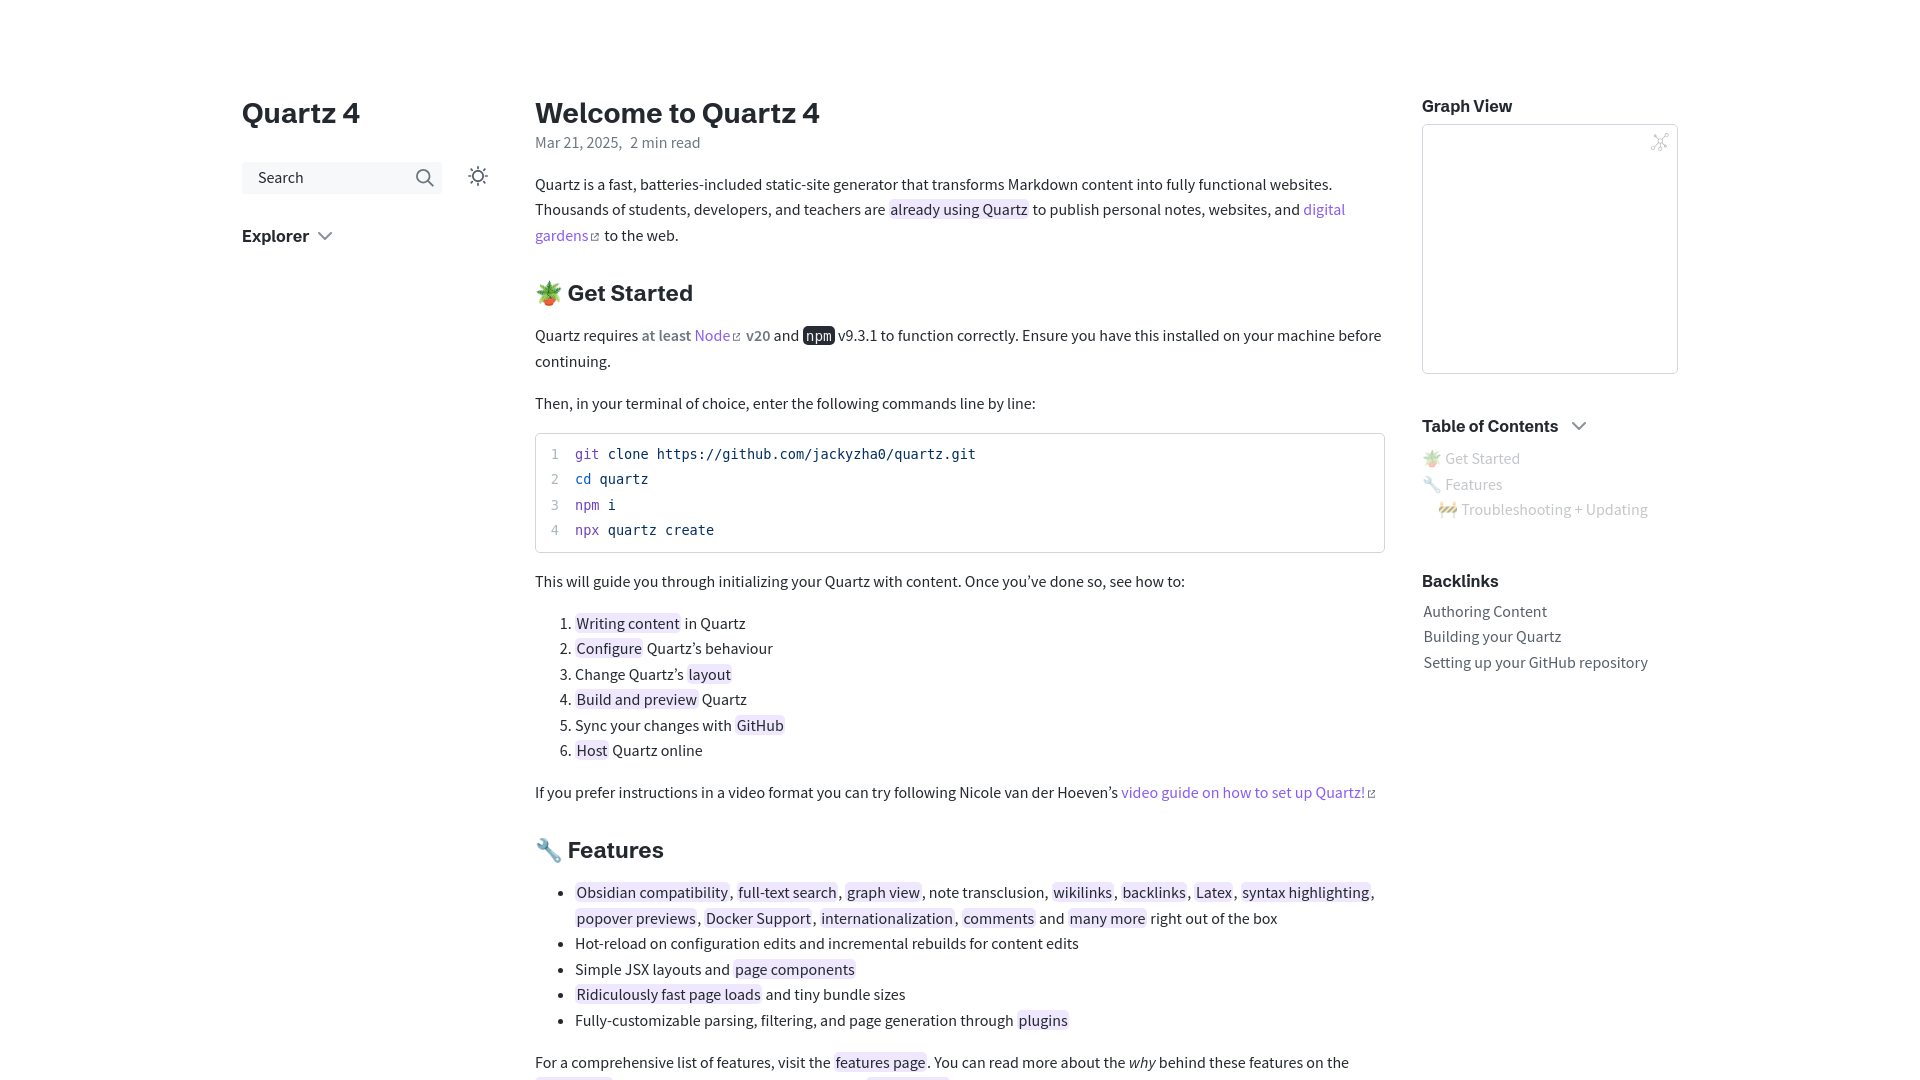 Quartz 4
Search
Explorer
Welcome to Quartz 4
Mar 21, 2025, 2 min read
Quartz is a fast, batteries-included static-site generator that transforms Markdown content into fully functional websites.
Thousands of students, developers, and teachers are already using Quartz to publish personal notes, websites, and digital
gardens to the web.
🪴 Get Started
Quartz requires at least Node v20 and npm v9.3.1 to function correctly. Ensure you have this installed on your machine before
continuing.
Then, in your terminal of choice, enter the following commands line by line:
1 git clone https://github.com/jackyzha0/quartz.git
2 cd quartz
3 npm i
4 npx quartz create
This will guide you through initializing your Quartz with content. Once you’ve done so, see how to:
1. Writing content in Quartz
2. Configure Quartz’s behaviour
3. Change Quartz’s layout
4. Build and preview Quartz
5. Sync your changes with GitHub
6. Host Quartz online
If you prefer instructions in a video format you can try following Nicole van der Hoeven’s video guide on how to set up Quartz!
🔧 Features
• Obsidian compatibility, full-text search, graph view, note transclusion, wikilinks, backlinks, Latex, syntax highlighting,
popover previews, Docker Support, internationalization, comments and many more right out of the box
• Hot-reload on configuration edits and incremental rebuilds for content edits
• Simple JSX layouts and page components
• Ridiculously fast page loads and tiny bundle sizes
• Fully-customizable parsing, filtering, and page generation through plugins
For a comprehensive list of features, visit the features page. You can read more about the why behind these features on the
Graph View
Table of Contents
🪴 Get Started
🔧 Features
🚧 Troubleshooting + Updating
Backlinks
Authoring Content
Building your Quartz
Setting up your GitHub repository